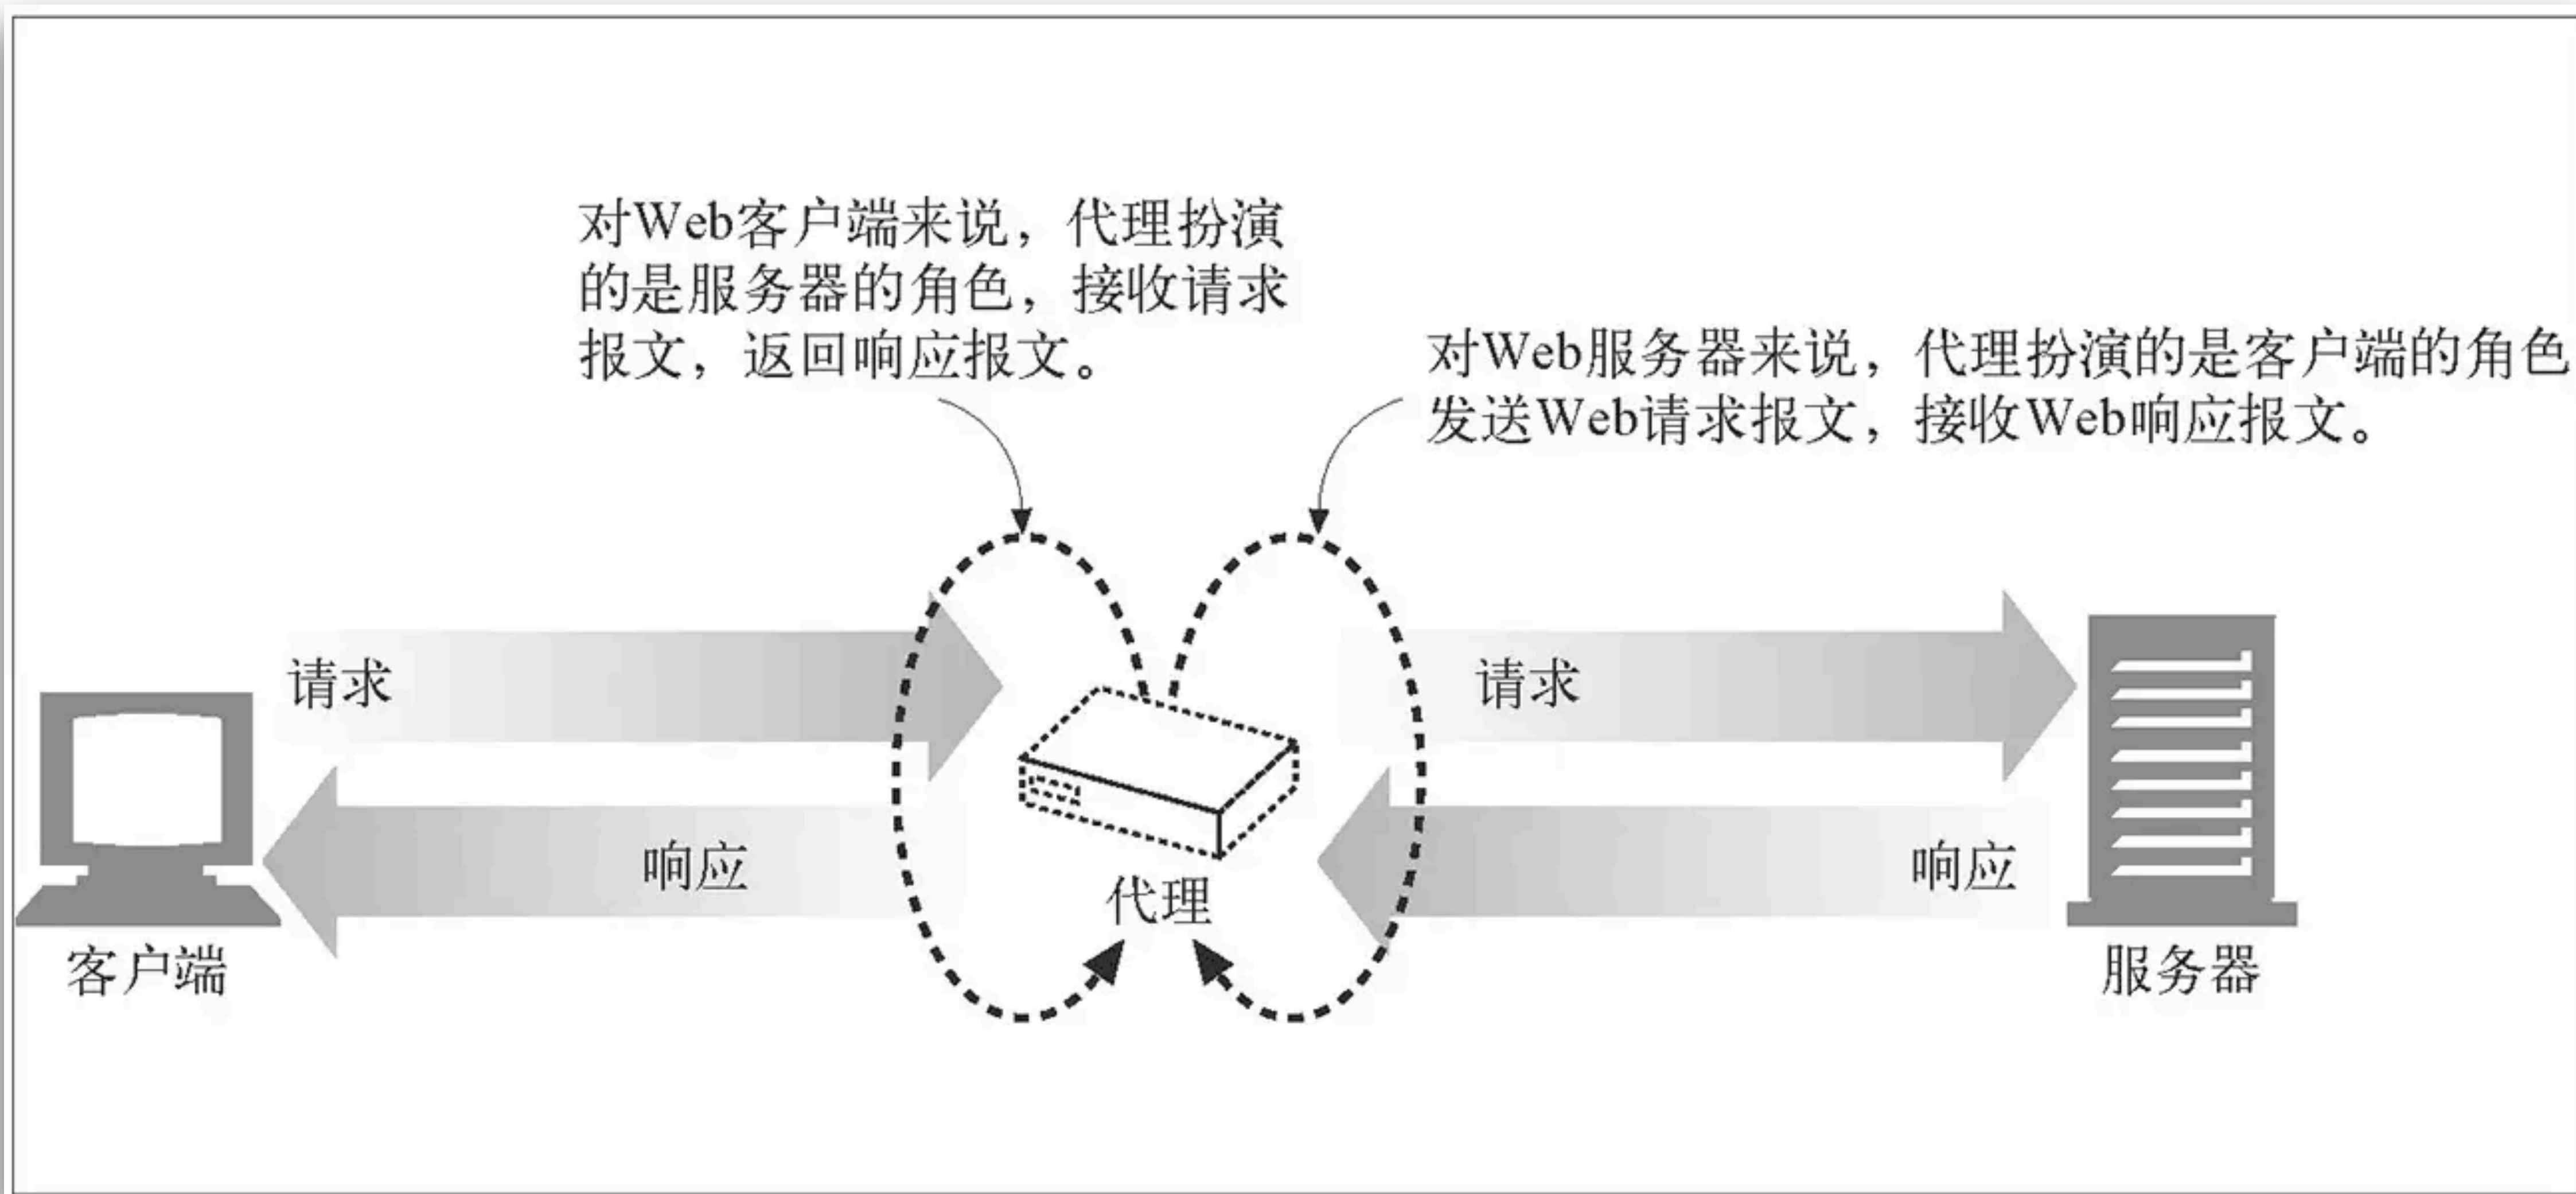 对Web客户端来说，代理扮演
的是服务器的角色，接收请求
报文，返回响应报文。
对Web服务器来说，代理扮演的是客户端的角色
发送Web请求报文，接收Web响应报文。
请求
请求
响应
响应
代理
客户端
服务器